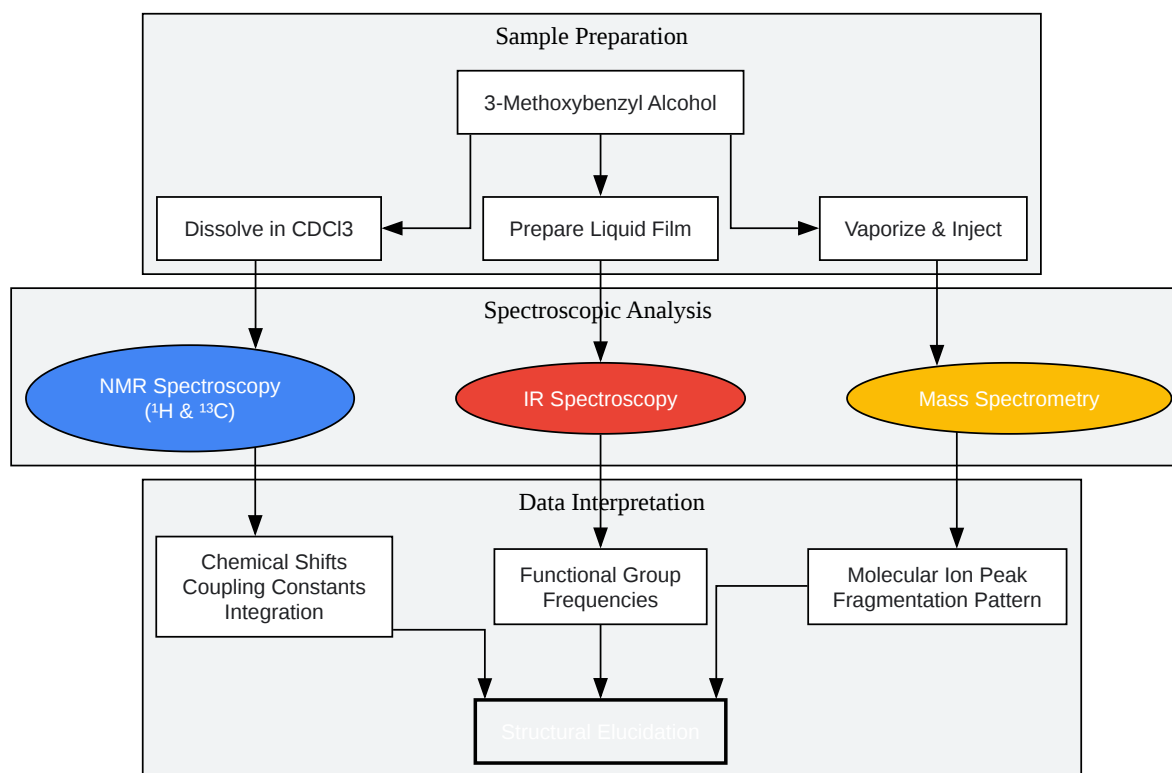 Sample Preparation
3-Methoxybenzyl Alcohol
Dissolve in CDCl3
Prepare Liquid Film
Vaporize & Inject
Spectroscopic Analysis
NMR Spectroscopy
(¹H & ¹³C)
IR Spectroscopy
Mass Spectrometry
Data Interpretation
Chemical Shifts
Coupling Constants
Integration
Functional Group
Frequencies
Molecular Ion Peak
Fragmentation Pattern
Structural Elucidation